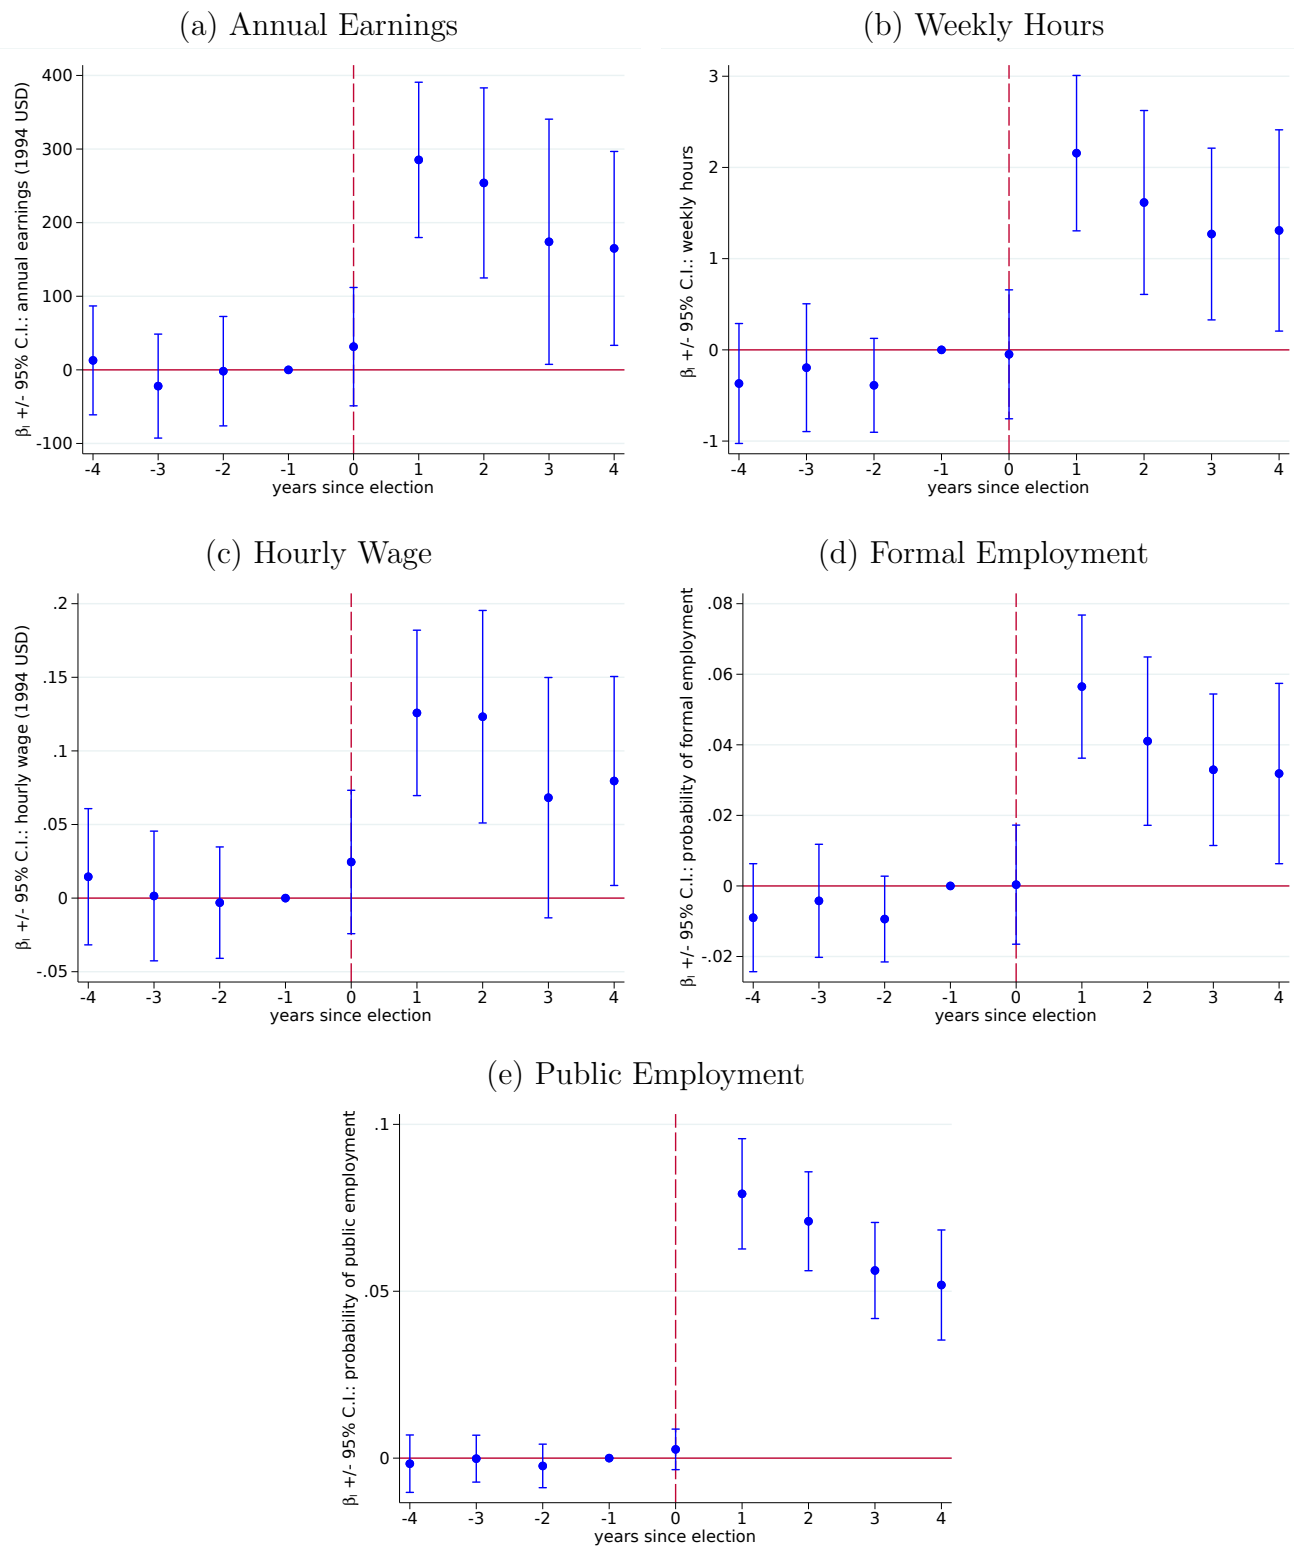 (a) Annual Earnings
βₗ +/- 95% C.I.: annual earnings (1994 USD)
400
300
200
100
0
-100
-4 -3 -2 -1 0 1 2 3 4
years since election
(b) Weekly Hours
βₗ +/- 95% C.I.: weekly hours
3
2
1
0
-1
-4 -3 -2 -1 0 1 2 3 4
years since election
(c) Hourly Wage
βₗ +/- 95% C.I.: hourly wage (1994 USD)
.2
.15
.1
.05
0
-.05
-4 -3 -2 -1 0 1 2 3 4
years since election
(d) Formal Employment
βₗ +/- 95% C.I.: probability of formal employment
.08
.06
.04
.02
0
-.02
-4 -3 -2 -1 0 1 2 3 4
years since election
(e) Public Employment
βₗ +/- 95% C.I.: probability of public employment
.1
.05
0
-4 -3 -2 -1 0 1 2 3 4
years since election